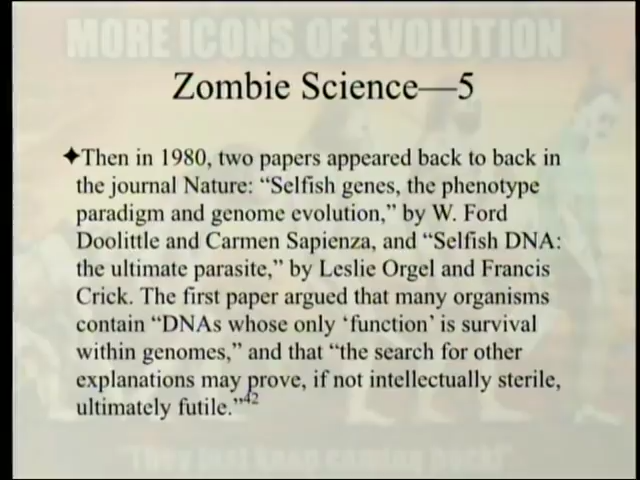 MORE ICONS OF EVOLUTION
Zombie Science—5
✦Then in 1980, two papers appeared back to back in
the journal Nature: “Selfish genes, the phenotype
paradigm and genome evolution,” by W. Ford
Doolittle and Carmen Sapienza, and “Selfish DNA:
the ultimate parasite,” by Leslie Orgel and Francis
Crick. The first paper argued that many organisms
contain “DNAs whose only ‘function’ is survival
within genomes,” and that “the search for other
explanations may prove, if not intellectually sterile,
ultimately futile.”42
"They just keep coming back!"